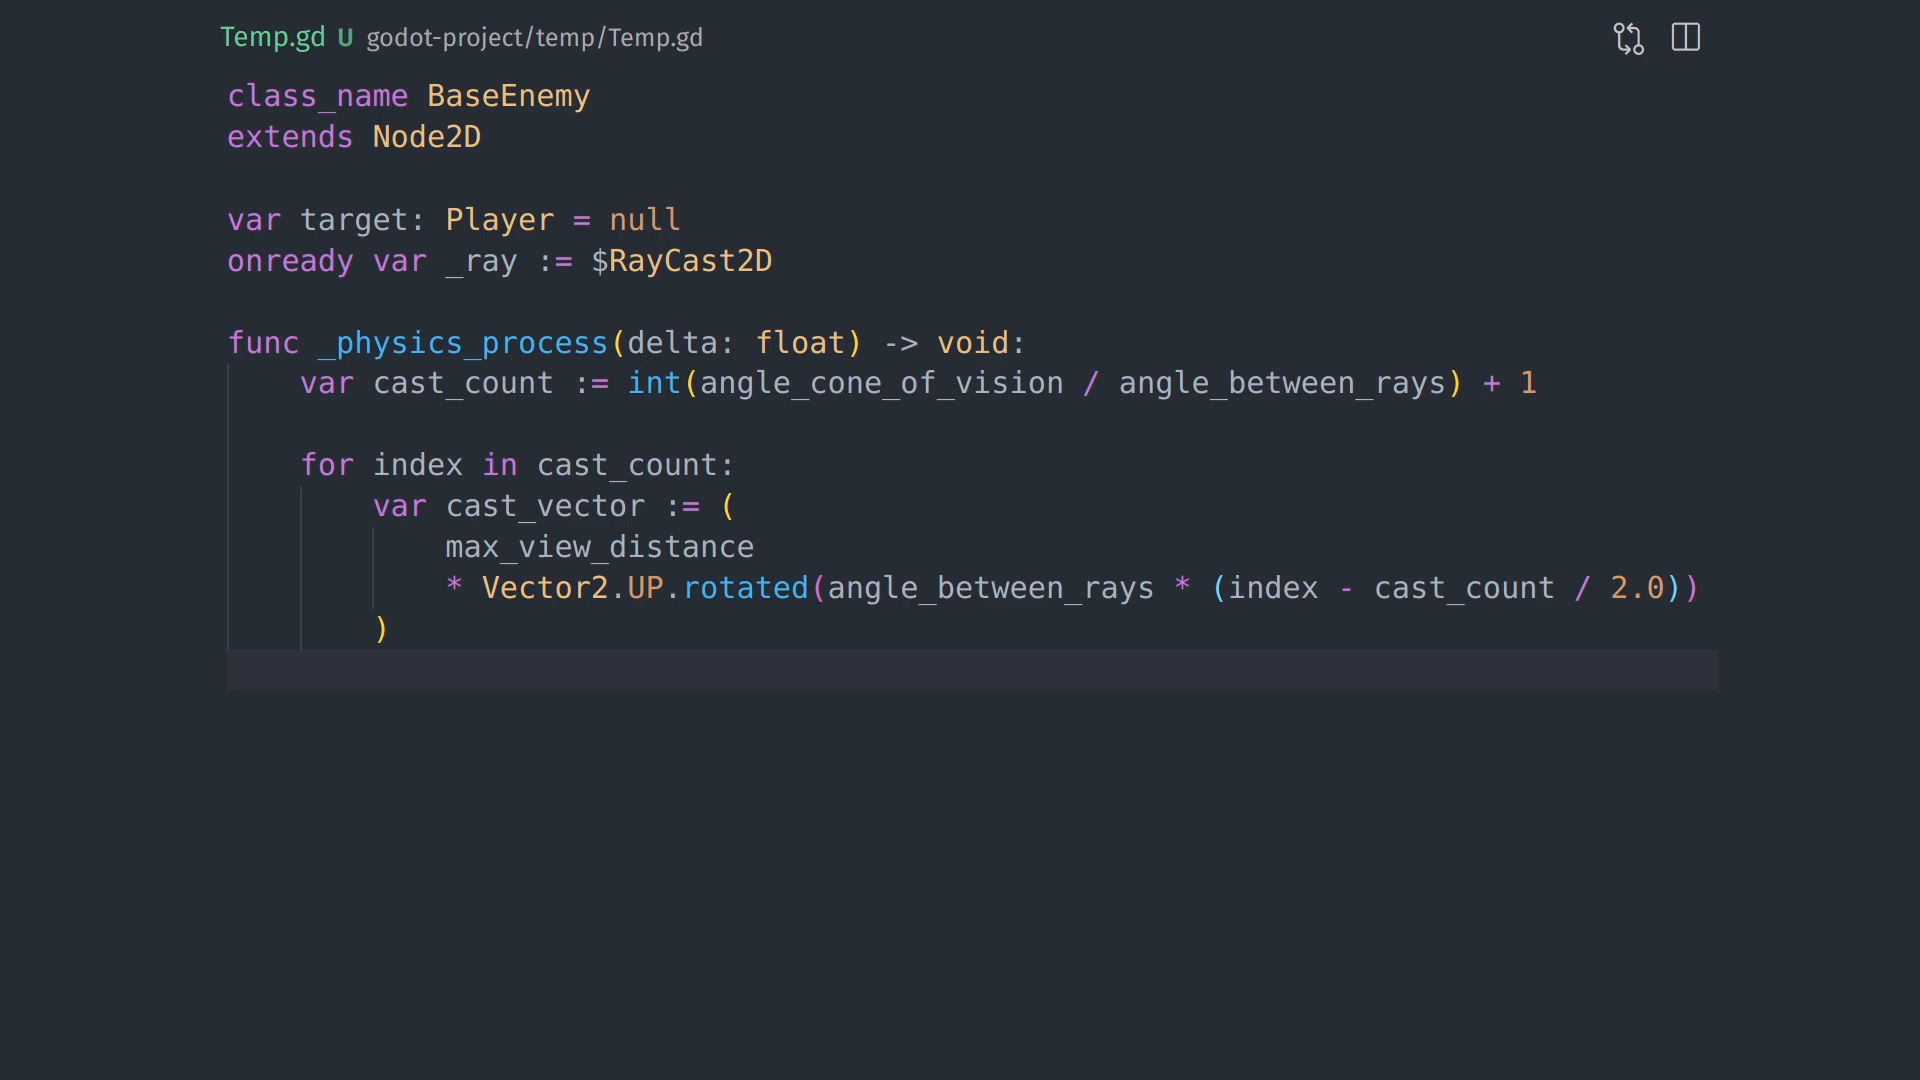 Temp.gd U godot-project/temp/Temp.gd
class_name BaseEnemy
extends Node2D
var target: Player = null
onready var _ray := $RayCast2D
func _physics_process(delta: float) -> void:
var cast_count := int(angle_cone_of_vision / angle_between_rays) + 1
for index in cast_count:
var cast_vector := (
max_view_distance
* Vector2.UP.rotated(angle_between_rays * (index - cast_count / 2.0))
)